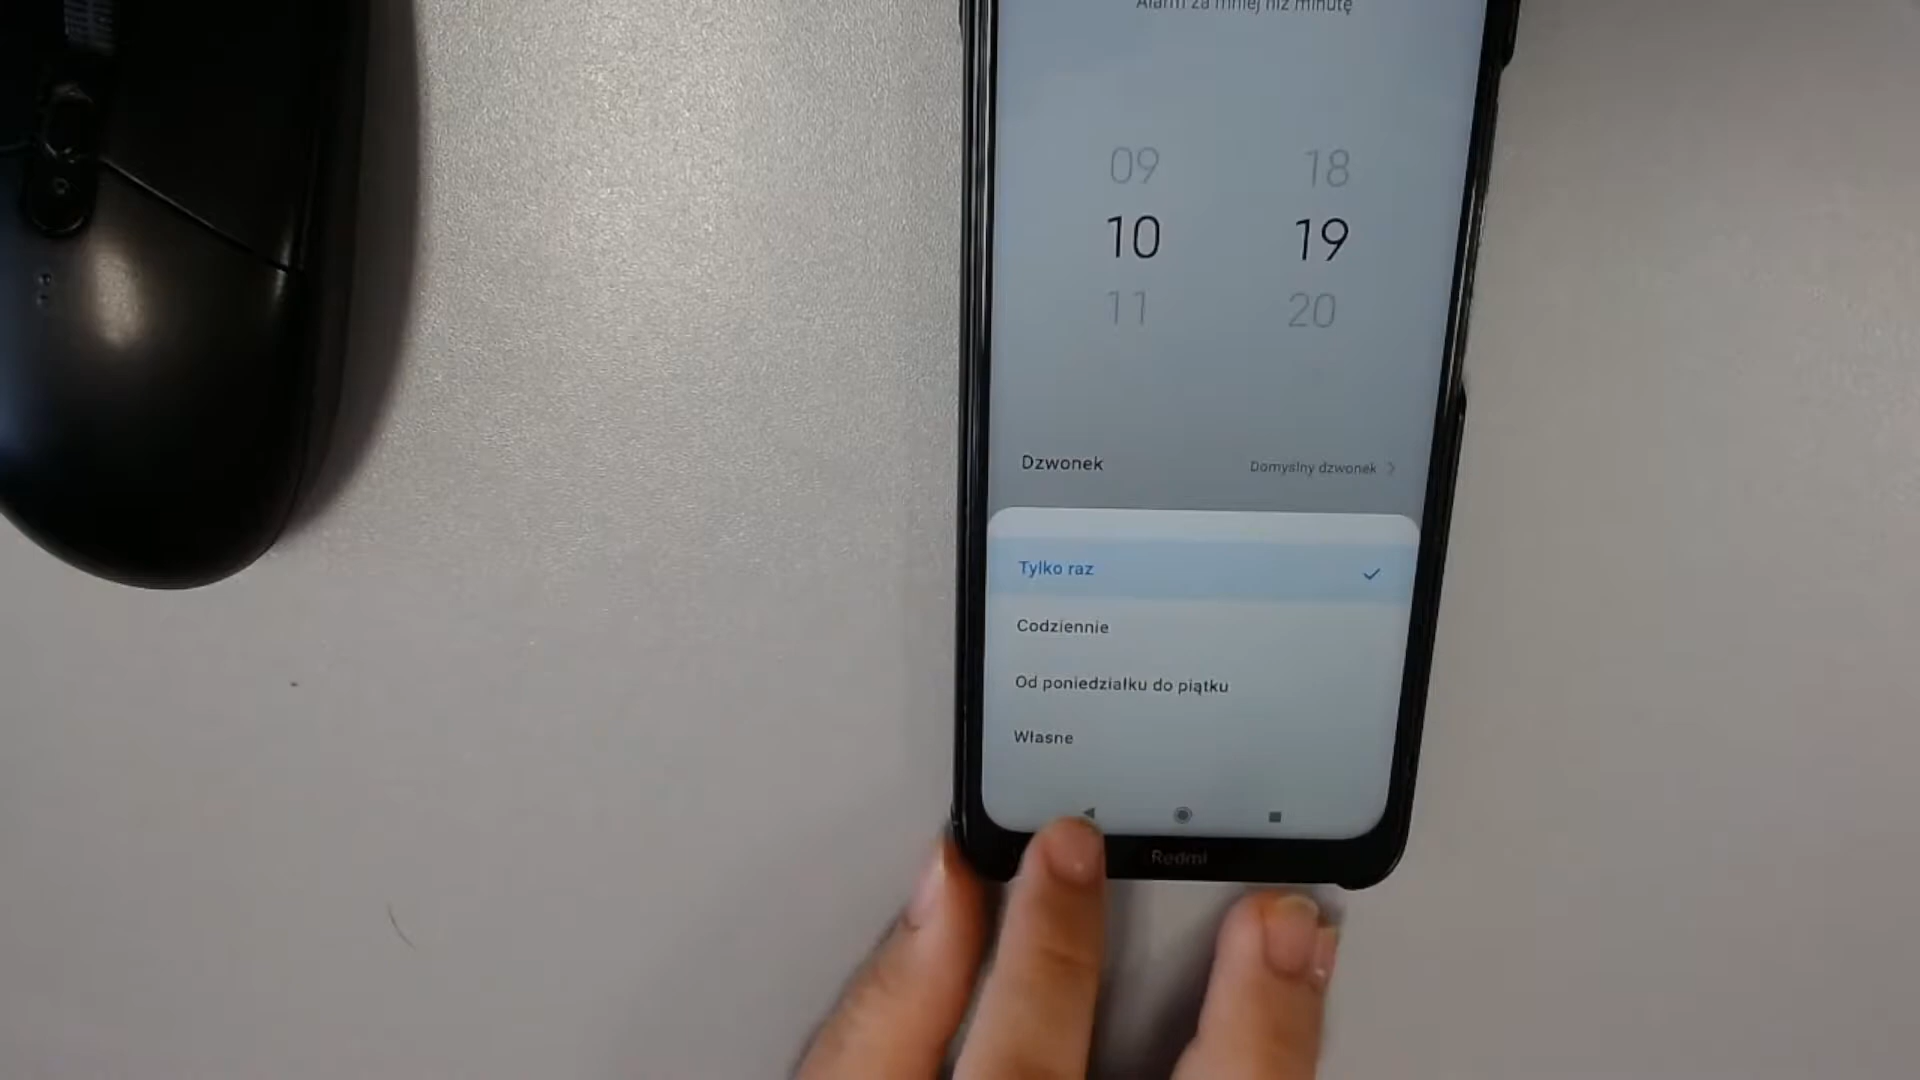 Alarm za mniej niż minutę
09 18
10 19
11 20
Dzwonek Domyślny dzwonek
Tylko raz
Codziennie
Od poniedziałku do piątku
Własne
Redmi